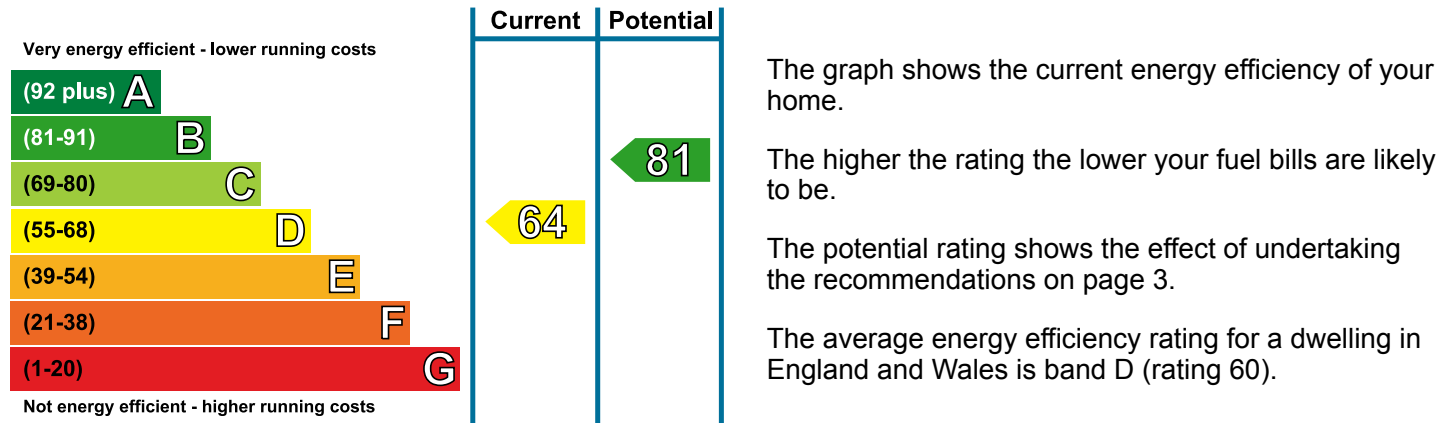 Current Potential
Very energy efficient - lower running costs
(92 plus) A
(81-91) B
(69-80) C
(55-68) D
(39-54) E
(21-38) F
(1-20) G
Not energy efficient - higher running costs
64
81
The graph shows the current energy efficiency of your
home.
The higher the rating the lower your fuel bills are likely
to be.
The potential rating shows the effect of undertaking
the recommendations on page 3.
The average energy efficiency rating for a dwelling in
England and Wales is band D (rating 60).